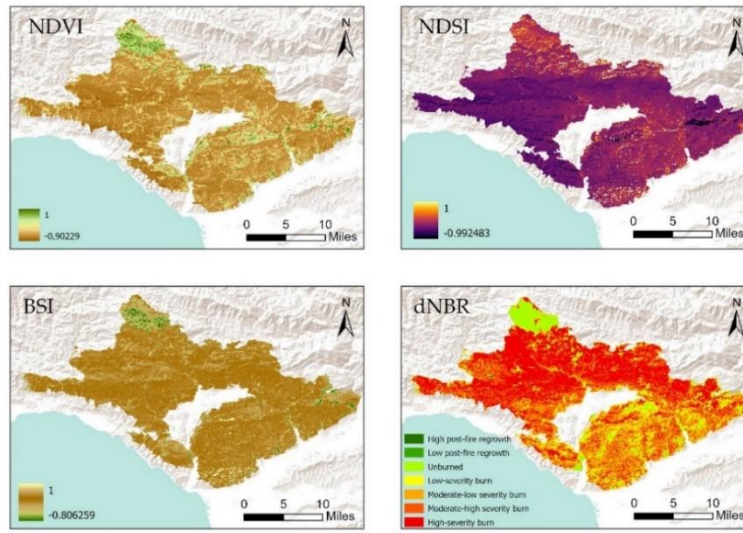 NDVI
N
1
-0.90229
0 5 10
Miles
NDSI
N
1
-0.992483
0 5 10
Miles
BSI
N
1
-0.806259
0 5 10
Miles
dNBR
N
High post-fire regrowth
Low post-fire regrowth
Unburned
Low-severity burn
Moderate-low severity burn
Moderate-high severity burn
High-severity burn
0 5 10
Miles